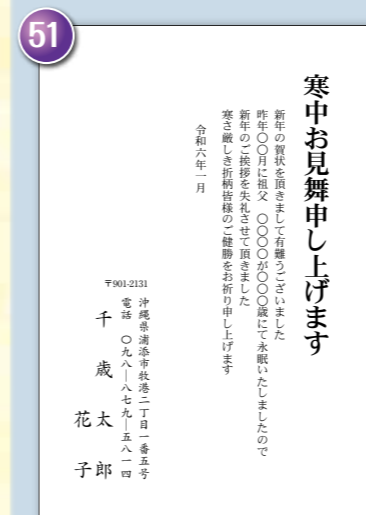 51
寒中お見舞申し上げます
新年の賀状を頂きまして有難うございました
昨年〇〇月に祖父　〇〇〇〇が〇〇〇歳にて永眠いたしましたので
新年のご挨拶を失礼させて頂きました
寒さ厳しき折柄皆様のご健勝をお祈り申し上げます
令和六年一月
〒901-2131
沖縄県浦添市牧港二丁目一番五号
電話　〇九八―八七九―五八一四
千歳　太郎
花子